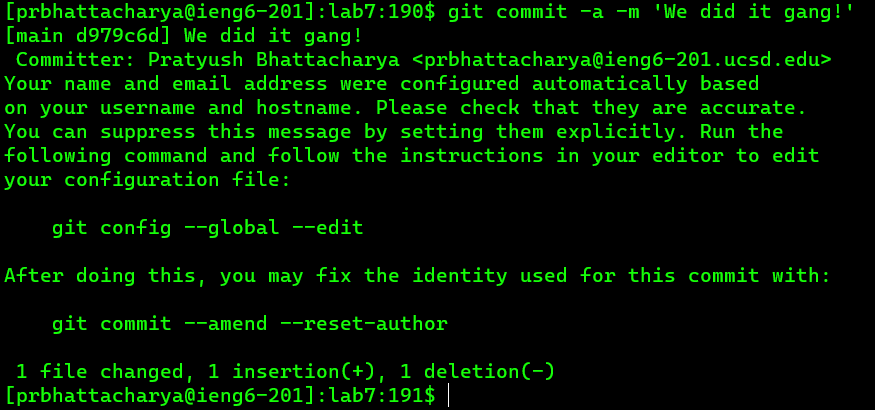 [prbhattacharya@ieng6-201]:lab7:190$ git commit -a -m 'We did it gang!'
[main d979c6d] We did it gang!
 Committer: Pratyush Bhattacharya <prbhattacharya@ieng6-201.ucsd.edu>
Your name and email address were configured automatically based
on your username and hostname. Please check that they are accurate.
You can suppress this message by setting them explicitly. Run the
following command and follow the instructions in your editor to edit
your configuration file:
    git config --global --edit
After doing this, you may fix the identity used for this commit with:
    git commit --amend --reset-author
 1 file changed, 1 insertion(+), 1 deletion(-)
[prbhattacharya@ieng6-201]:lab7:191$